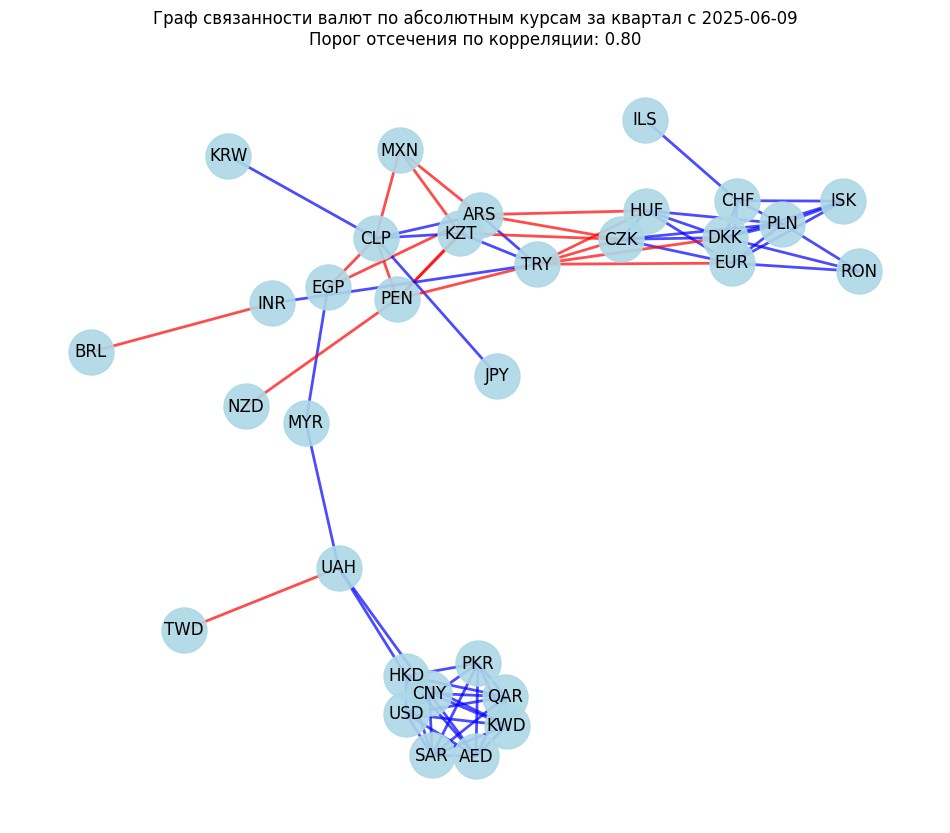 Граф связанности валют по абсолютным курсам за квартал с 2025-06-09
Порог отсечения по корреляции: 0.80
ILS
MXN
KRW
CHF
ISK
HUF
ARS
PLN
KZT
CLP
CZK
DKK
EUR
TRY
RON
EGP
PEN
INR
BRL
JPY
NZD
MYR
UAH
TWD
PKR
HKD
CNY
QAR
USD
KWD
SAR
AED